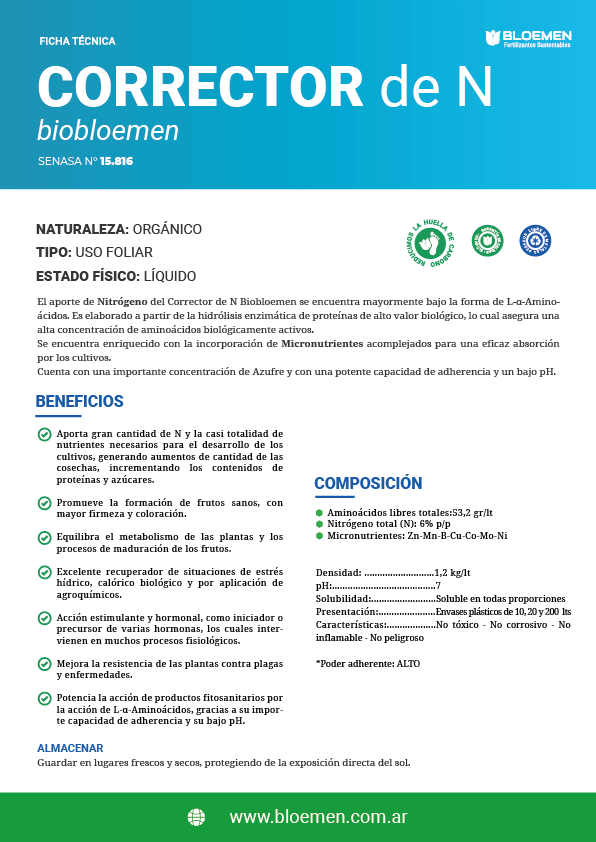 FICHA TÉCNICA
BLOEMEN
Fertilizantes Sustentables
CORRECTOR de N
biobloemen
SENASA Nº 15.816
NATURALEZA: ORGÁNICO
TIPO: USO FOLIAR
ESTADO FÍSICO: LÍQUIDO
REDUCIMOS LA HUELLA DE CARBONO
El aporte de Nitrógeno del Corrector de N Biobloemen se encuentra mayormente bajo la forma de L-α-Amino-
ácidos. Es elaborado a partir de la hidrólisis enzimática de proteínas de alto valor biológico, lo cual asegura una
alta concentración de aminoácidos biológicamente activos.
Se encuentra enriquecido con la incorporación de Micronutrientes acomplejados para una eficaz absorción
por los cultivos.
Cuenta con una importante concentración de Azufre y con una potente capacidad de adherencia y un bajo pH.
BENEFICIOS
Aporta gran cantidad de N y la casi totalidad de
nutrientes necesarios para el desarrollo de los
cultivos, generando aumentos de cantidad de las
cosechas, incrementando los contenidos de
proteínas y azúcares.
Promueve la formación de frutos sanos, con
mayor firmeza y coloración.
Equilibra el metabolismo de las plantas y los
procesos de maduración de los frutos.
Excelente recuperador de situaciones de estrés
hídrico, calórico biológico y por aplicación de
agroquímicos.
Acción estimulante y hormonal, como iniciador o
precursor de varias hormonas, los cuales inter-
vienen en muchos procesos fisiológicos.
Mejora la resistencia de las plantas contra plagas
y enfermedades.
Potencia la acción de productos fitosanitarios por
la acción de L-α-Aminoácidos, gracias a su impor-
te capacidad de adherencia y su bajo pH.
COMPOSICIÓN
Aminoácidos libres totales:53,2 gr/lt
Nitrógeno total (N): 6% p/p
Micronutrientes: Zn-Mn-B-Cu-Co-Mo-Ni
Densidad: ...........................1,2 kg/lt
pH:........................................7
Solubilidad:.........................Soluble en todas proporciones
Presentación:......................Envases plásticos de 10, 20 y 200 lts
Características:...................No tóxico - No corrosivo - No
inflamable - No peligroso
*Poder adherente: ALTO
ALMACENAR
Guardar en lugares frescos y secos, protegiendo de la exposición directa del sol.
www.bloemen.com.ar